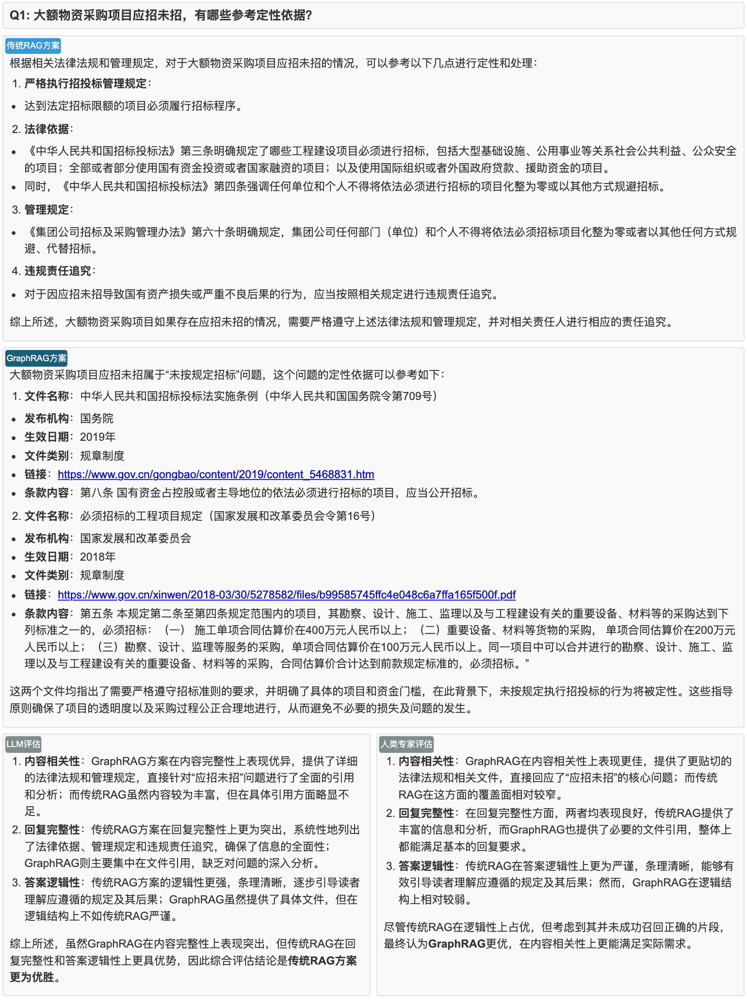 Q1: 大额物资采购项目应招未招，有哪些参考定性依据？
传统RAG方案
根据相关法律法规和管理规定，对于大额物资采购项目应招未招的情况，可以参考以下几点进行定性和处理：
1. 严格执行招投标管理规定：
• 达到法定招标限额的项目必须履行招标程序。
2. 法律依据：
• 《中华人民共和国招标投标法》第三条明确规定了哪些工程建设项目必须进行招标，包括大型基础设施、公用事业等关系社会公共利益、公众安全
的项目；全部或者部分使用国有资金投资或者国家融资的项目；以及使用国际组织或者外国政府贷款、援助资金的项目。
• 同时，《中华人民共和国招标投标法》第四条强调任何单位和个人不得将依法必须进行招标的项目化整为零或以其他方式规避招标。
3. 管理规定：
• 《集团公司招标及采购管理办法》第六十条明确规定，集团公司任何部门（单位）和个人不得将依法必须招标项目化整为零或者以其他任何方式规
避、代替招标。
4. 违规责任追究：
• 对于因应招未招导致国有资产损失或严重不良后果的行为，应当按照相关规定进行违规责任追究。
综上所述，大额物资采购项目如果存在应招未招的情况，需要严格遵守上述法律法规和管理规定，并对相关责任人进行相应的责任追究。
GraphRAG方案
大额物资采购项目应招未招属于“未按规定招标”问题，这个问题的定性依据可以参考如下：
1. 文件名称：中华人民共和国招标投标法实施条例（中华人民共和国国务院令第709号）
• 发布机构：国务院
• 生效日期：2019年
• 文件类别：规章制度
• 链接：https://www.gov.cn/gongbao/content/2019/content_5468831.htm
• 条款内容：第八条 国有资金占控股或者主导地位的依法必须进行招标的项目，应当公开招标。
2. 文件名称：必须招标的工程项目规定（国家发展和改革委员会令第16号）
• 发布机构：国家发展和改革委员会
• 生效日期：2018年
• 文件类别：规章制度
• 链接：https://www.gov.cn/xinwen/2018-03/30/5278582/files/b99585745ffc4e048c6a7ffa165f500f.pdf
• 条款内容：第五条 本规定第二条至第四条规定范围内的项目，其勘察、设计、施工、监理以及与工程建设有关的重要设备、材料等的采购达到下
列标准之一的，必须招标：（一） 施工单项合同估算价在400万元人民币以上；（二）重要设备、材料等货物的采购， 单项合同估算价在200万元
人民币以上；（三）勘察、设计、监理等服务的采购，单项合同估算价在100万元人民币以上。同一项目中可以合并进行的勘察、设计、施工、监
理以及与工程建设有关的重要设备、材料等的采购，合同估算价合计达到前款规定标准的，必须招标。”
这两个文件均指出了需要严格遵守招标准则的要求，并明确了具体的项目和资金门槛，在此背景下，未按规定执行招投标的行为将被定性。这些指导
原则确保了项目的透明度以及采购过程公正合理地进行，从而避免不必要的损失及问题的发生。
LLM评估
1. 内容相关性：GraphRAG方案在内容完整性上表现优异，提供了详细
的法律法规和管理规定，直接针对“应招未招”问题进行了全面的引用
和分析；而传统RAG虽然内容较为丰富，但在具体引用方面略显不
足。
2. 回复完整性：传统RAG方案在回复完整性上更为突出，系统性地列出
了法律依据、管理规定和违规责任追究，确保了信息的全面性；
GraphRAG则主要集中在文件引用，缺乏对问题的深入分析。
3. 答案逻辑性：传统RAG方案的逻辑性更强，条理清晰，逐步引导读者
理解应遵循的规定及其后果；GraphRAG虽然提供了具体文件，但在
逻辑结构上不如传统RAG严谨。
综上所述，虽然GraphRAG在内容完整性上表现突出，但传统RAG在回
复完整性和答案逻辑性上更具优势，因此综合评估结论是传统RAG方案
更为优胜。
人类专家评估
1. 内容相关性：GraphRAG在内容相关性上表现更佳，提供了更贴切的
法律法规和相关文件，直接回应了“应招未招”的核心问题；而传统
RAG在这方面的覆盖面相对较窄。
2. 回复完整性：在回复完整性方面，两者均表现良好，传统RAG提供了
丰富的信息和分析，而GraphRAG也提供了必要的文件引用，整体上
都能满足基本的回复要求。
3. 答案逻辑性：传统RAG在答案逻辑性上更为严谨，条理清晰，能够有
效引导读者理解应遵循的规定及其后果；然而，GraphRAG在逻辑结
构上相对较弱。
尽管传统RAG在逻辑性上占优，但考虑到其并未成功召回正确的片段，
最终认为GraphRAG更优，在内容相关性上更能满足实际需求。